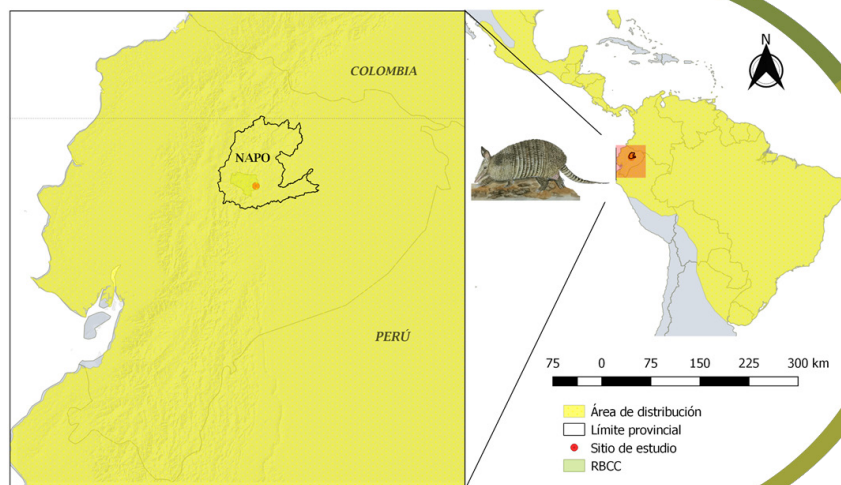 COLOMBIA
NAPO
PERÚ
N
75 0 75 150 225 300 km
Área de distribución
Límite provincial
Sitio de estudio
RBCC